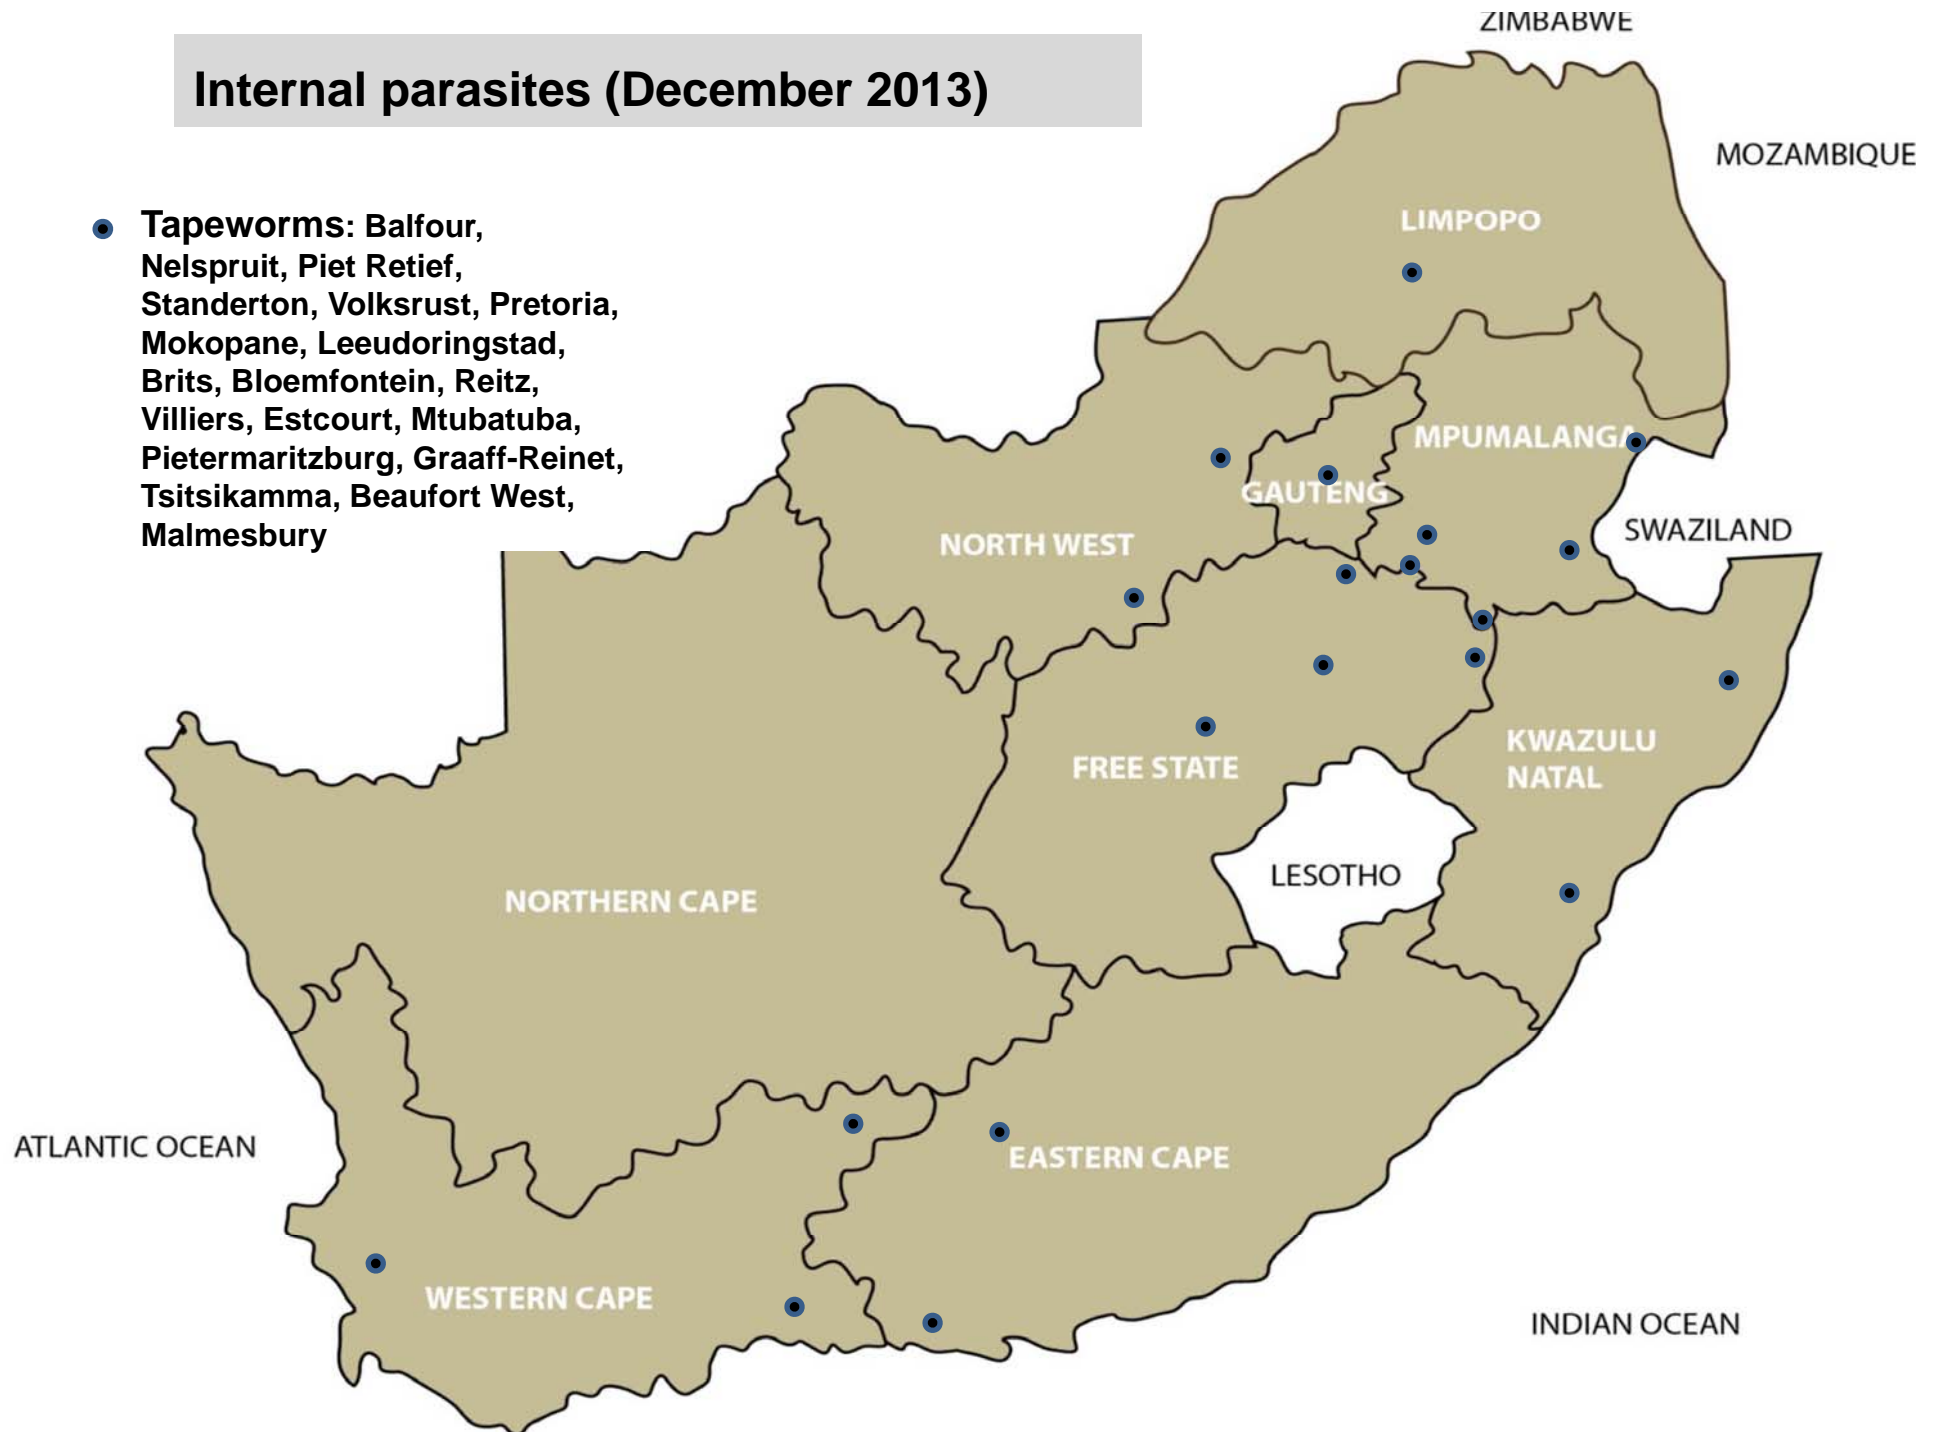 ZIMBABWE
Internal parasites (December 2013)
MOZAMBIQUE
Tapeworms: Balfour,
Nelspruit, Piet Retief,
Standerton, Volksrust, Pretoria,
Mokopane, Leeudoringstad,
Brits, Bloemfontein, Reitz,
Villiers, Estcourt, Mtubatuba,
Pietermaritzburg, Graaff-Reinet,
Tsitsikamma, Beaufort West,
Malmesbury
LIMPOPO
MPUMALANGA
GAUTENG
SWAZILAND
NORTH WEST
KWAZULU
NATAL
FREE STATE
LESOTHO
NORTHERN CAPE
ATLANTIC OCEAN
EASTERN CAPE
WESTERN CAPE
INDIAN OCEAN